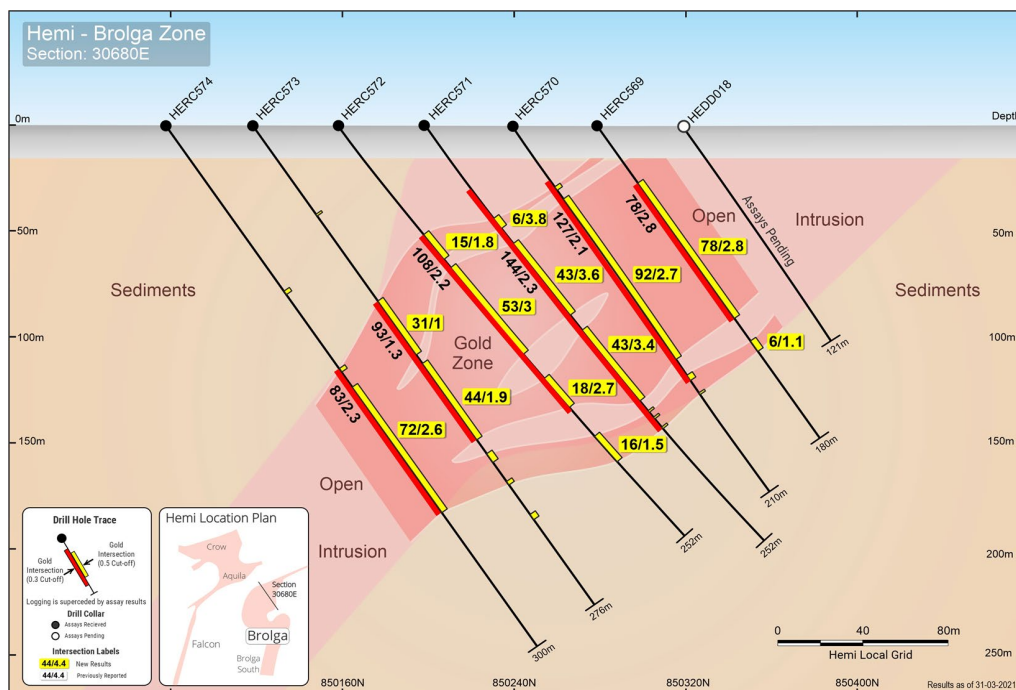 Hemi - Brolga Zone
Section: 30680E
HERC574
HERC573
HERC572
HERC571
HERC570
HERC569
HEDD018
0m
Depth
50m
50m
100m
100m
150m
150m
200m
250m
Sediments
Sediments
Intrusion
Intrusion
Open
Open
Gold
Zone
Assays Pending
78/2.8
78/2.8
127/2.1
92/2.7
6/3.8
144/2.3
43/3.6
43/3.4
15/1.8
108/2.2
53/3
18/2.7
16/1.5
31/1
93/1.3
44/1.9
83/2.3
72/2.6
6/1.1
121m
180m
210m
252m
252m
276m
300m
Drill Hole Trace
Gold
Intersection
(0.5 Cut-off)
Gold
Intersection
(0.3 Cut-off)
Logging is superceded by assay results
Drill Collar
Assays Recieved
Assays Pending
Intersection Labels
44/4.4 New Results
44/4.4 Previously Reported
Hemi Location Plan
Crow
Aquila
Section
30680E
Falcon
Brolga
Brolga
South
0 40 80m
Hemi Local Grid
850160N
850240N
850320N
850400N
Results as of 31-03-2021